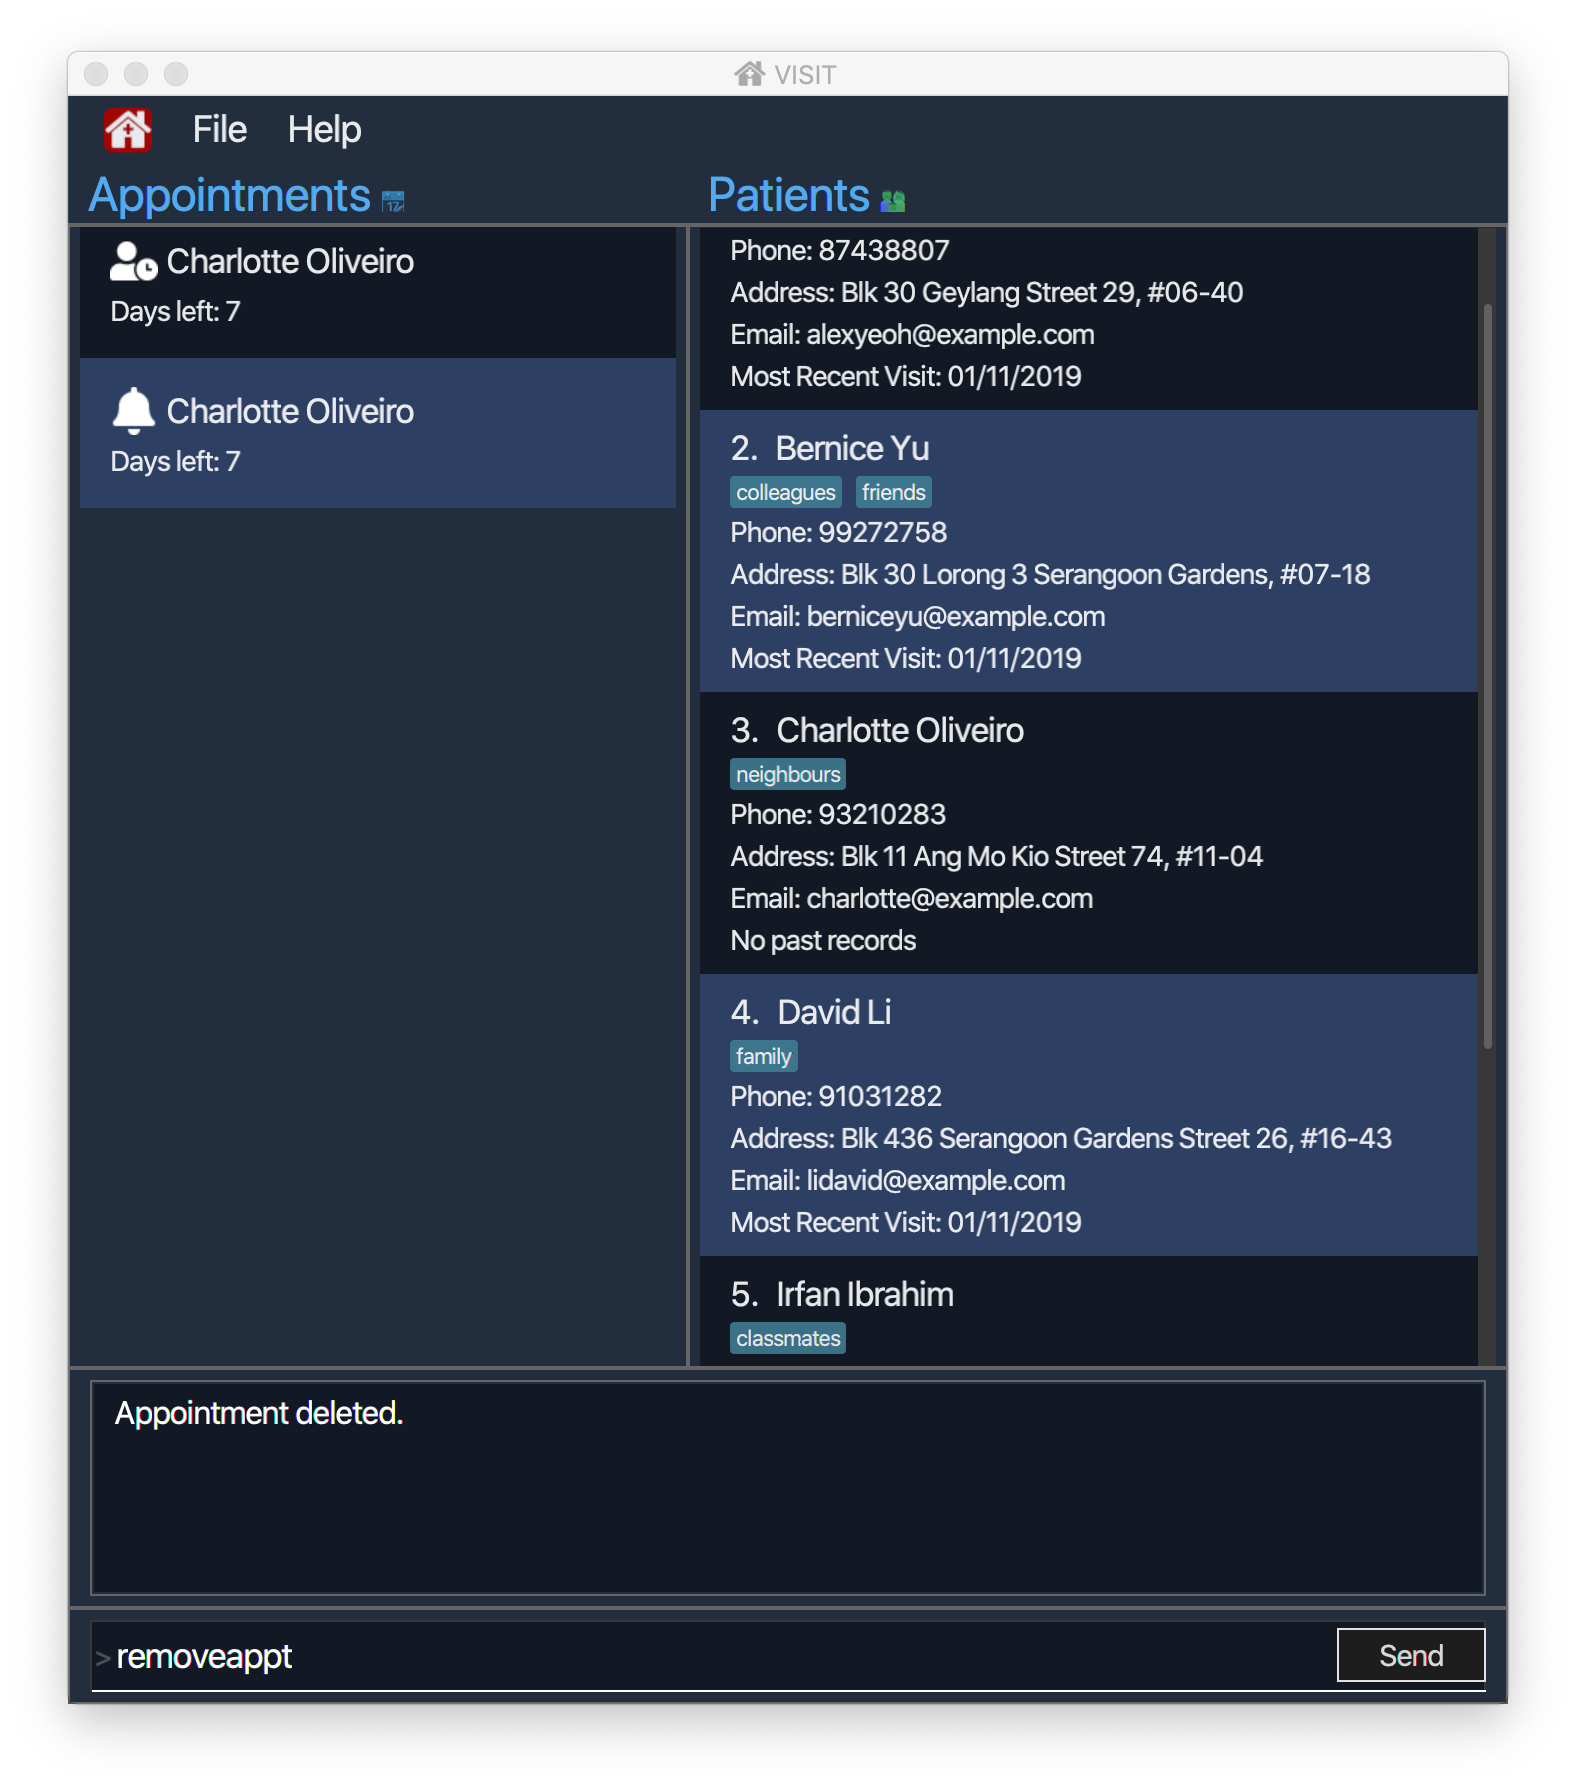 VISIT
File Help
Appointments
Charlotte Oliveiro
Days left: 7
Charlotte Oliveiro
Days left: 7
Patients
Phone: 87438807
Address: Blk 30 Geylang Street 29, #06-40
Email: alexyeoh@example.com
Most Recent Visit: 01/11/2019
2. Bernice Yu
colleagues friends
Phone: 99272758
Address: Blk 30 Lorong 3 Serangoon Gardens, #07-18
Email: berniceyu@example.com
Most Recent Visit: 01/11/2019
3. Charlotte Oliveiro
neighbours
Phone: 93210283
Address: Blk 11 Ang Mo Kio Street 74, #11-04
Email: charlotte@example.com
No past records
4. David Li
family
Phone: 91031282
Address: Blk 436 Serangoon Gardens Street 26, #16-43
Email: lidavid@example.com
Most Recent Visit: 01/11/2019
5. Irfan Ibrahim
classmates
Appointment deleted.
> removeappt
Send